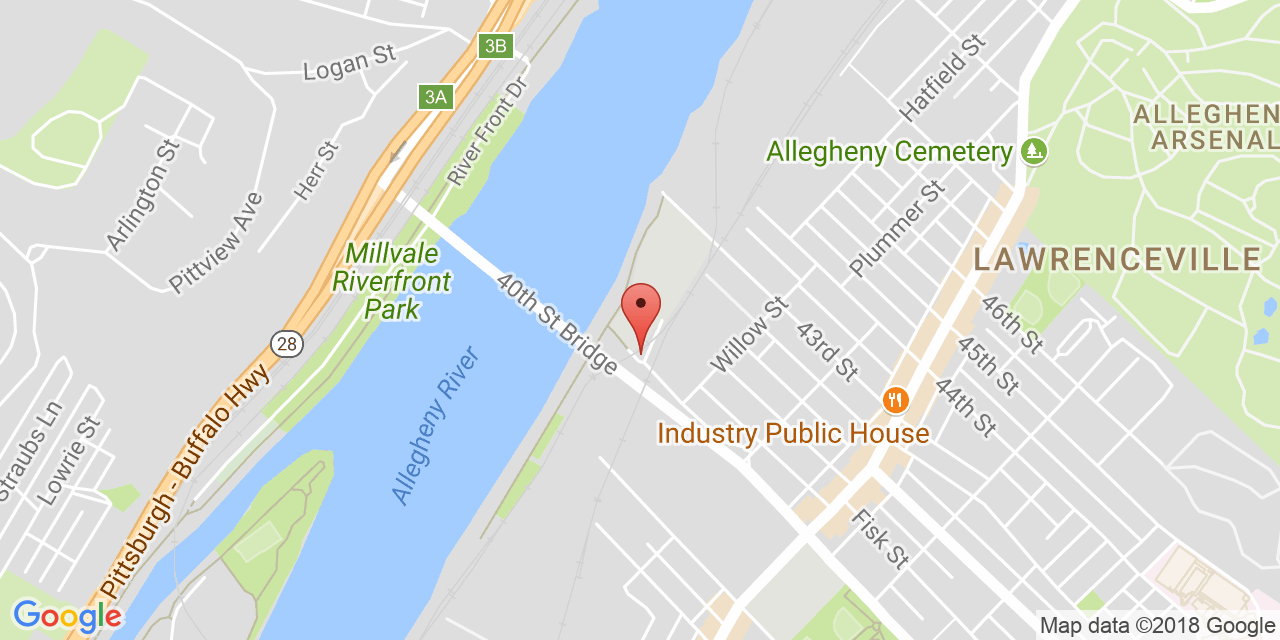 3B
Logan St
Hatfield St
3A
River Front Dr
ALLEGHEN
ARSENAL
Allegheny Cemetery
Arlington St
Herr St
Pittview Ave
Plummer St
Millvale
Riverfront
Park
LAWRENCEVILLE
40th St Bridge
46th St
Willow St
43rd St
28
45th St
Allegheny River
44th St
Pittsburgh - Buffalo Hwy
Straubs Ln
Lowrie St
Industry Public House
Fisk St
Google
Map data ©2018 Google